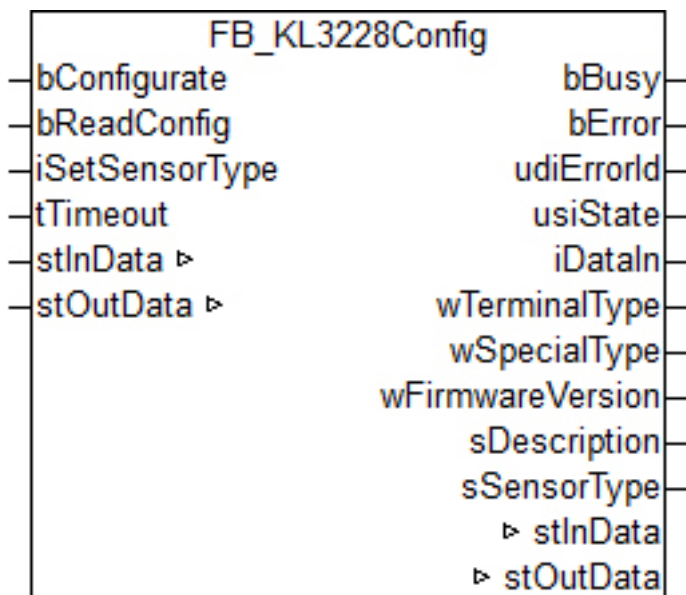 FB_KL3228Config
bConfigurate bBusy
bReadConfig bError
iSetSensorType udiErrorId
tTimeout usiState
stInData iDataIn
stOutData wTerminalType
wSpecialType
wFirmwareVersion
sDescription
sSensorType
stInData
stOutData